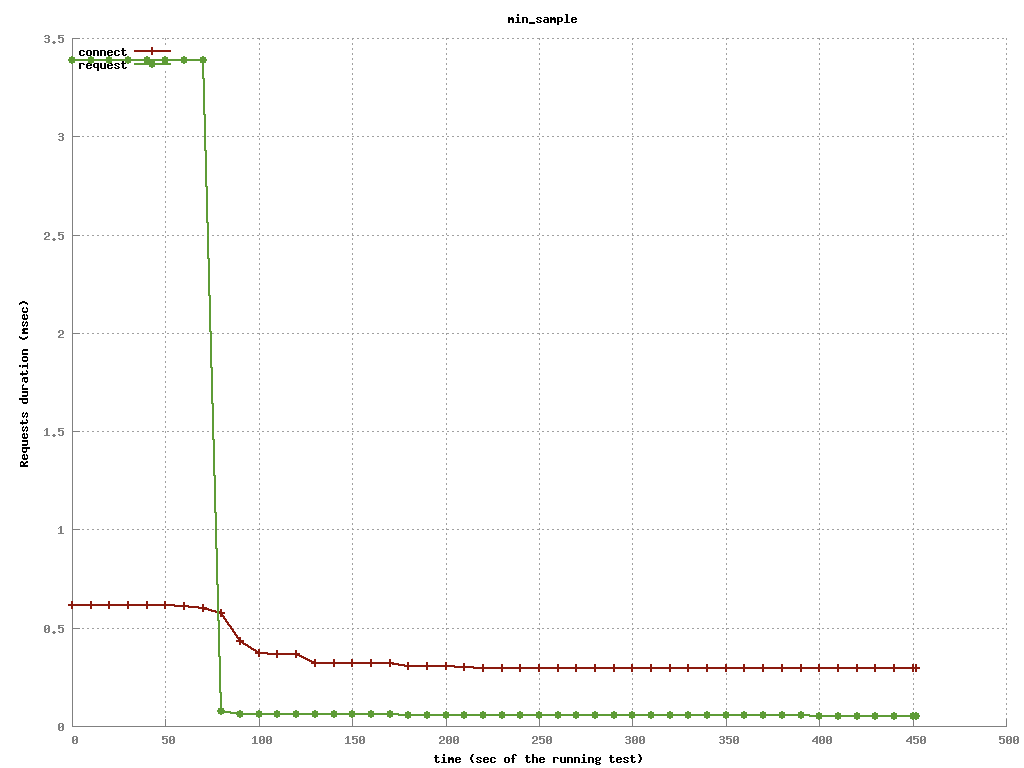 min_sample
3.5
connect
request
3
2.5
2
1.5
1
0.5
0
Requests duration (msec)
0 50 100 150 200 250 300 350 400 450 500
time (sec of the running test)